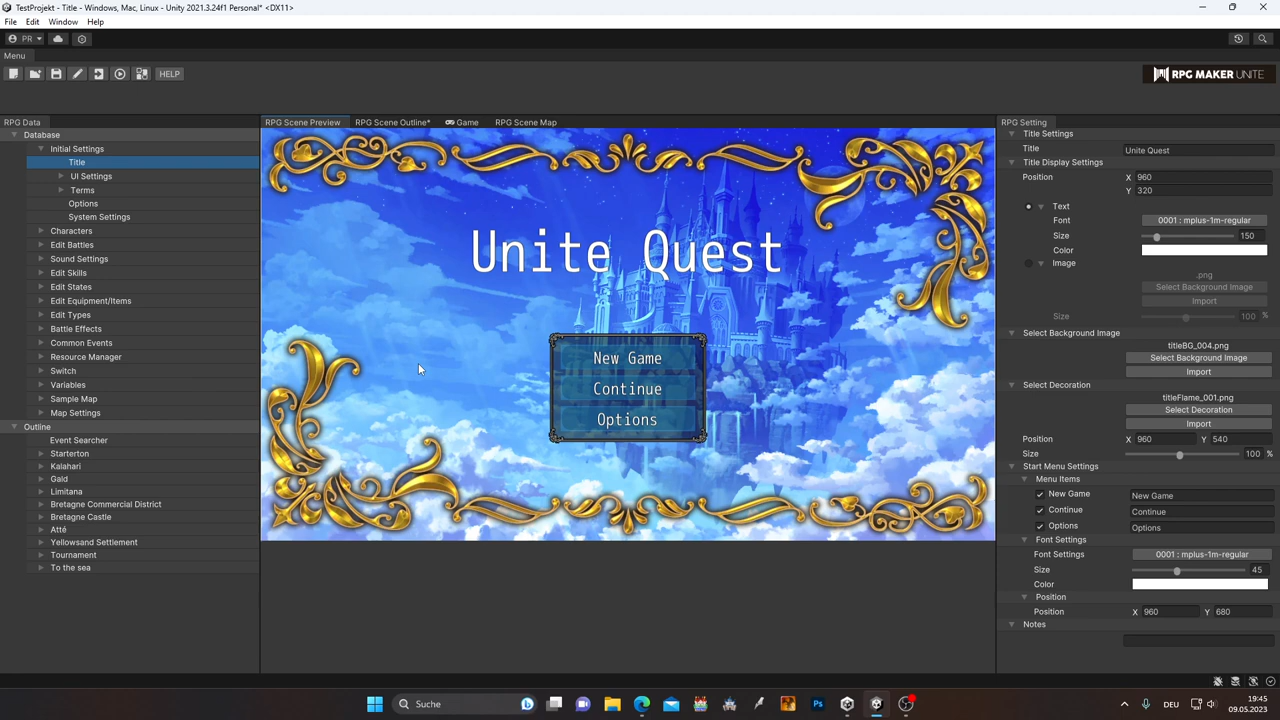 TestProjekt - Title - Windows, Mac, Linux - Unity 2021.3.24f1 Personal* <DX11>
File Edit Window Help
PR
Menu
HELP
RPG MAKER UNITE
RPG Data
Database
Initial Settings
Title
UI Settings
Terms
Options
System Settings
Characters
Edit Battles
Sound Settings
Edit Skills
Edit States
Edit Equipment/Items
Edit Types
Battle Effects
Common Events
Resource Manager
Switch
Variables
Sample Map
Map Settings
Outline
Event Searcher
Starterton
Kalahari
Gald
Limitana
Bretagne Commercial District
Bretagne Castle
Atté
Yellowsand Settlement
Tournament
To the sea
RPG Scene Preview RPG Scene Outline* Game RPG Scene Map
Unite Quest
New Game
Continue
Options
RPG Setting
Title Settings
Title Unite Quest
Title Display Settings
Position X 960
Y 320
Text
Font 0001 : mplus-1m-regular
Size 150
Color
Image
.png
Select Background Image
Import
Size 100 %
Select Background Image
titleBG_004.png
Select Background Image
Import
Select Decoration
titleFlame_001.png
Select Decoration
Import
Position X 960 Y 540
Size 100 %
Start Menu Settings
Menu Items
New Game New Game
Continue Continue
Options Options
Font Settings
Font Settings 0001 : mplus-1m-regular
Size 45
Color
Position
Position X 960 Y 680
Notes
Suche
Ps
DEU
19:45
09.05.2023